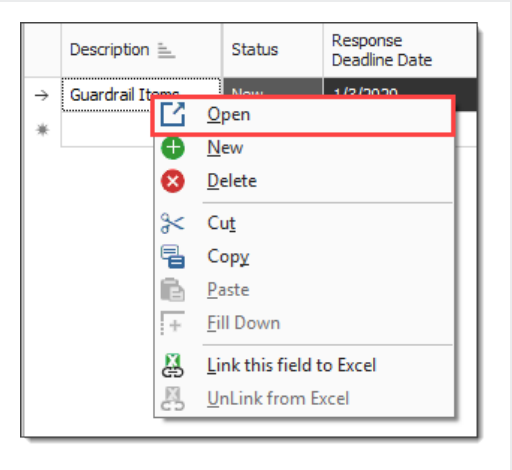 Description Status Response
Deadline Date
Guardrail Items New 1/3/2020
Open
New
Delete
Cut
Copy
Paste
Fill Down
Link this field to Excel
UnLink from Excel